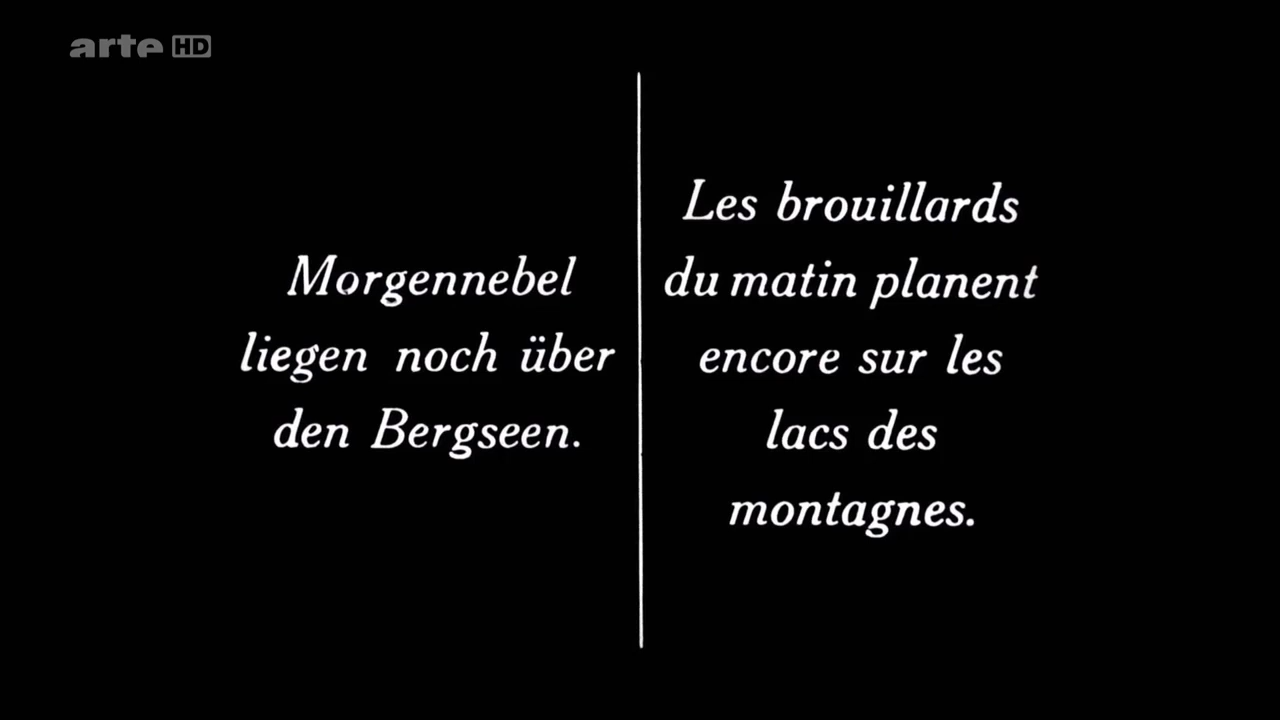 arte HD
Morgennebel
liegen noch über
den Bergseen.
Les brouillards
du matin planent
encore sur les
lacs des
montagnes.